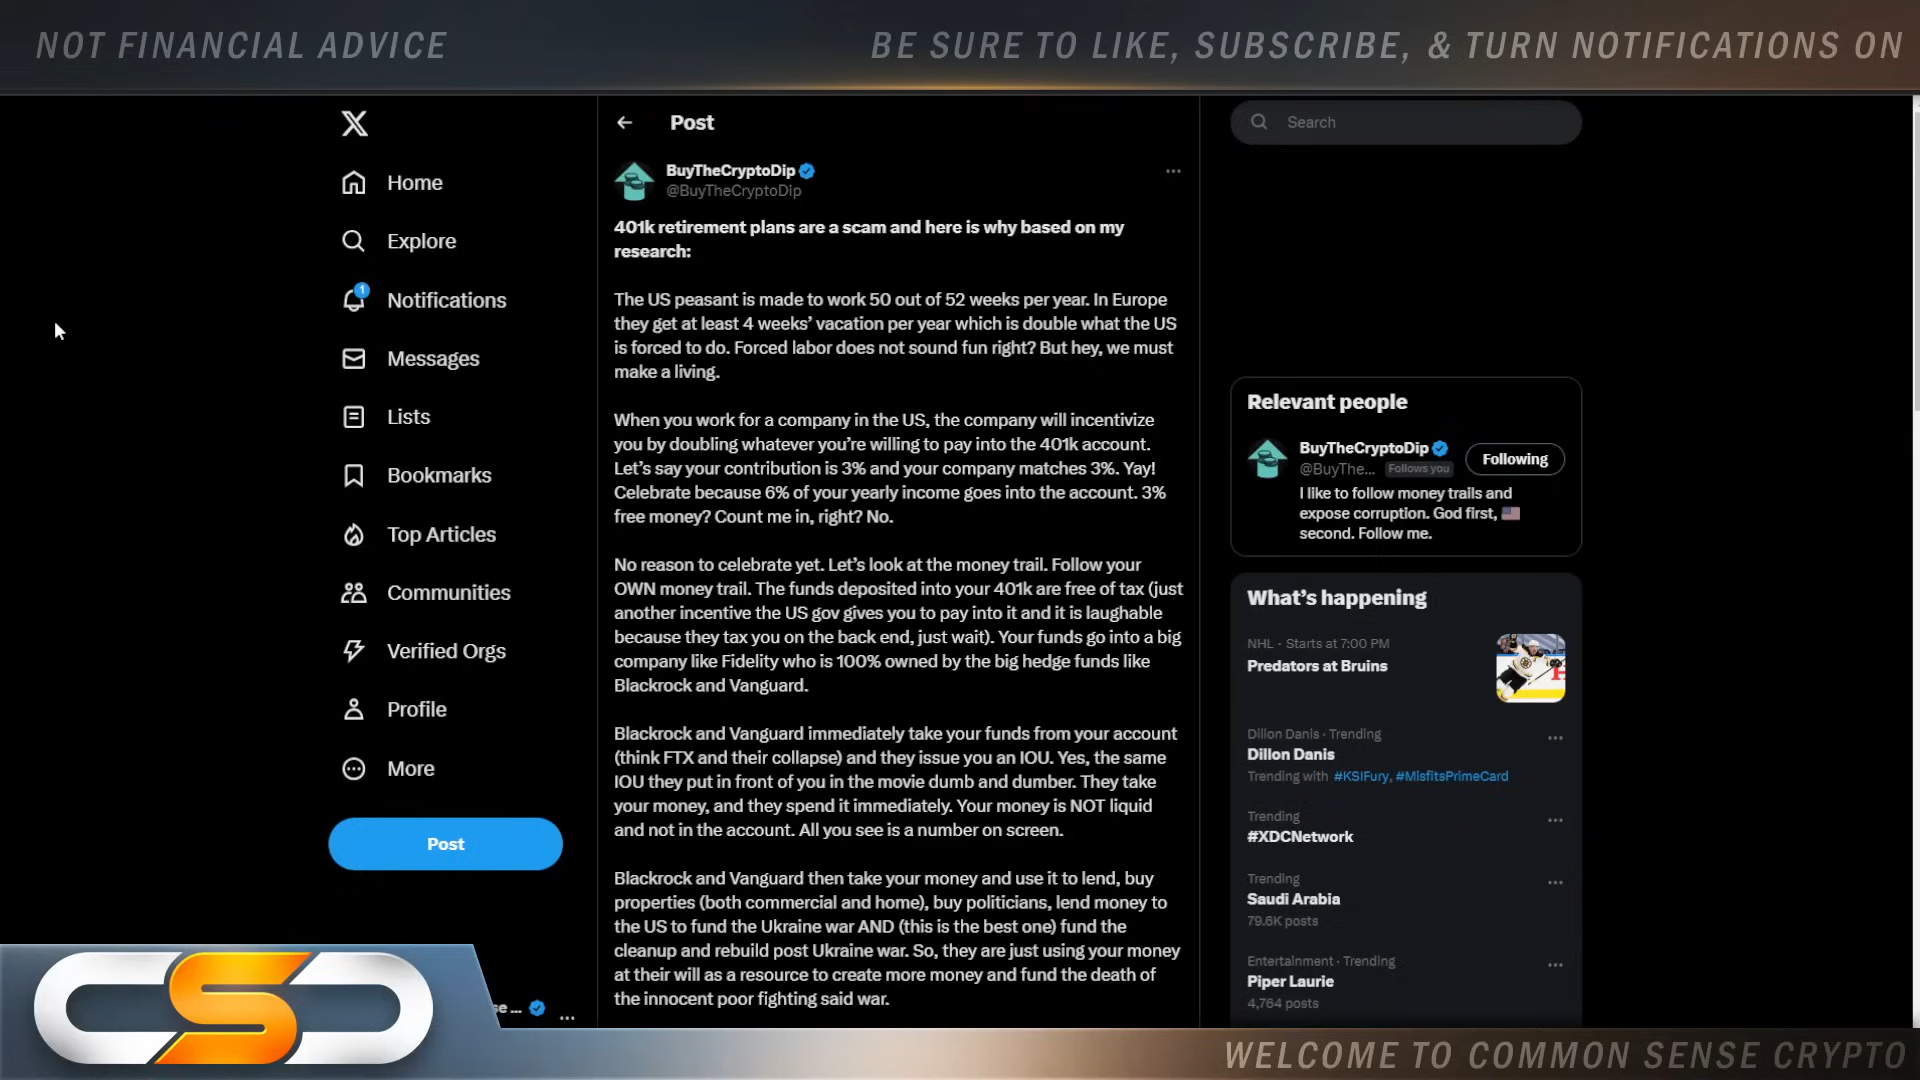 NOT FINANCIAL ADVICE
BE SURE TO LIKE, SUBSCRIBE, & TURN NOTIFICATIONS ON
Home
Explore
1
Notifications
Messages
Lists
Bookmarks
Top Articles
Communities
Verified Orgs
Profile
More
Post
se ...
Post
BuyTheCryptoDip
@BuyTheCryptoDip
401k retirement plans are a scam and here is why based on my
research:
The US peasant is made to work 50 out of 52 weeks per year. In Europe
they get at least 4 weeks’ vacation per year which is double what the US
is forced to do. Forced labor does not sound fun right? But hey, we must
make a living.
When you work for a company in the US, the company will incentivize
you by doubling whatever you’re willing to pay into the 401k account.
Let’s say your contribution is 3% and your company matches 3%. Yay!
Celebrate because 6% of your yearly income goes into the account. 3%
free money? Count me in, right? No.
No reason to celebrate yet. Let’s look at the money trail. Follow your
OWN money trail. The funds deposited into your 401k are free of tax (just
another incentive the US gov gives you to pay into it and it is laughable
because they tax you on the back end, just wait). Your funds go into a big
company like Fidelity who is 100% owned by the big hedge funds like
Blackrock and Vanguard.
Blackrock and Vanguard immediately take your funds from your account
(think FTX and their collapse) and they issue you an IOU. Yes, the same
IOU they put in front of you in the movie dumb and dumber. They take
your money, and they spend it immediately. Your money is NOT liquid
and not in the account. All you see is a number on screen.
Blackrock and Vanguard then take your money and use it to lend, buy
properties (both commercial and home), buy politicians, lend money to
the US to fund the Ukraine war AND (this is the best one) fund the
cleanup and rebuild post Ukraine war. So, they are just using your money
at their will as a resource to create more money and fund the death of
the innocent poor fighting said war.
Search
Relevant people
BuyTheCryptoDip
@BuyThe... Follows you
Following
I like to follow money trails and
expose corruption. God first,
second. Follow me.
What’s happening
NHL · Starts at 7:00 PM
Predators at Bruins
Dillon Danis · Trending
Dillon Danis
Trending with #KSIFury, #MisfitsPrimeCard
Trending
#XDCNetwork
Trending
Saudi Arabia
79.6K posts
Entertainment · Trending
Piper Laurie
4,764 posts
CSC
WELCOME TO COMMON SENSE CRYPTO